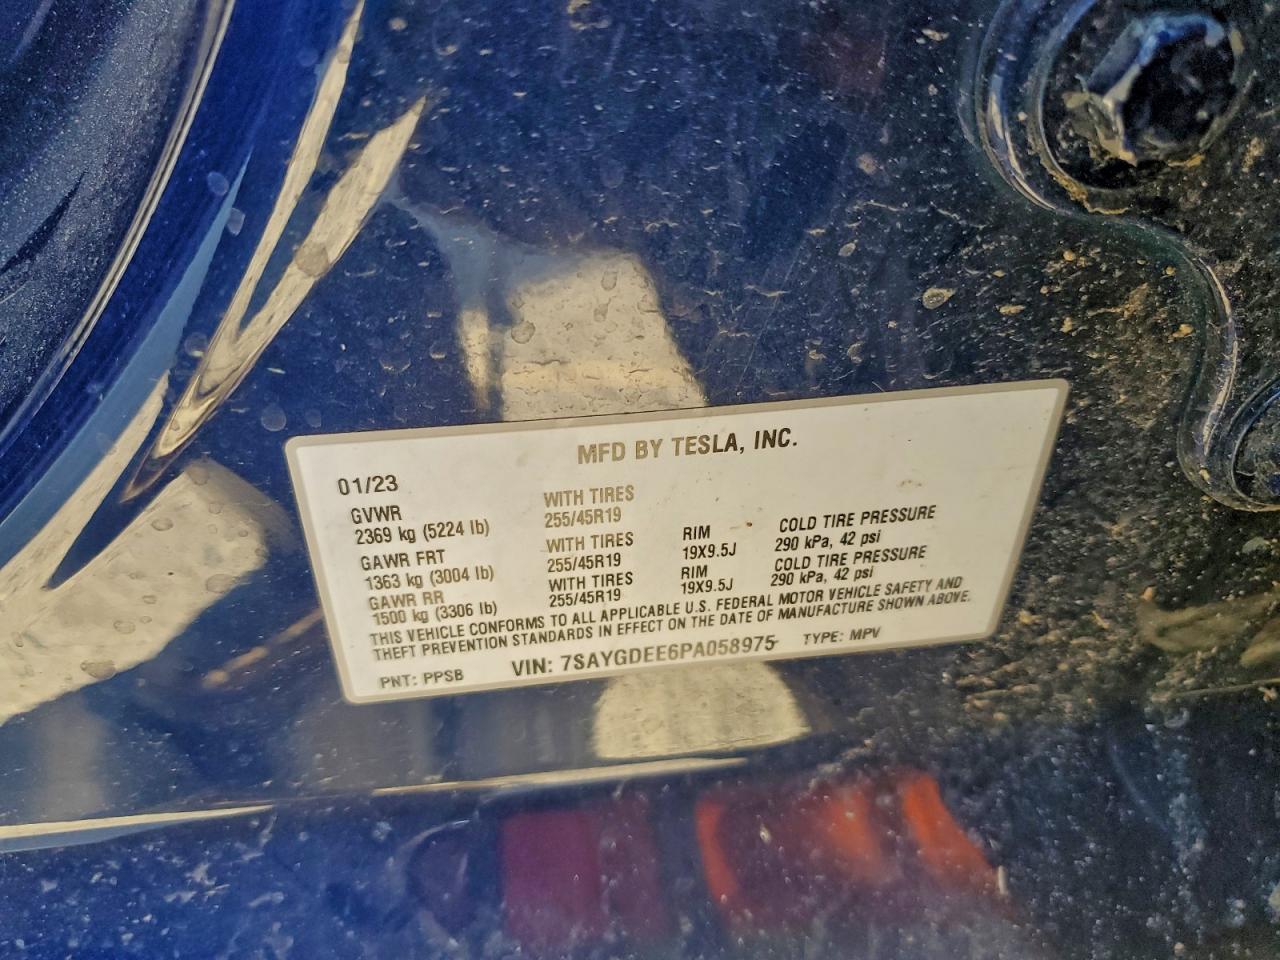 MFD BY TESLA, INC.
01/23
GVWR
2369 kg (5224 lb)
WITH TIRES
255/45R19
GAWR FRT
1363 kg (3004 lb)
WITH TIRES
255/45R19
RIM
19X9.5J
COLD TIRE PRESSURE
290 kPa, 42 psi
GAWR RR
1500 kg (3306 lb)
WITH TIRES
255/45R19
RIM
19X9.5J
COLD TIRE PRESSURE
290 kPa, 42 psi
THIS VEHICLE CONFORMS TO ALL APPLICABLE U.S. FEDERAL MOTOR VEHICLE SAFETY AND
THEFT PREVENTION STANDARDS IN EFFECT ON THE DATE OF MANUFACTURE SHOWN ABOVE.
PNT: PPSB VIN: 7SAYGDEE6PA058975 TYPE: MPV